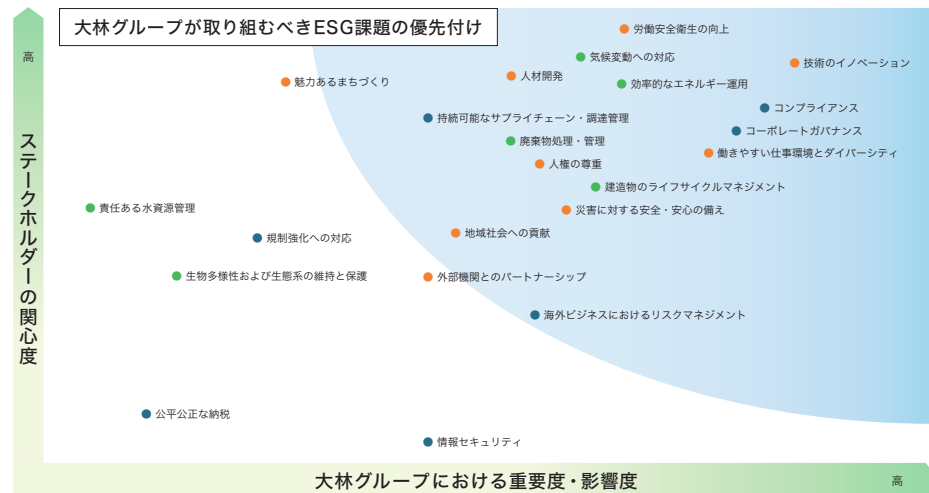 大林グループが取り組むべきESG課題の優先付け
高
ステークホルダーの関心度
労働安全衛生の向上
気候変動への対応
技術のイノベーション
人材開発
魅力あるまちづくり
効率的なエネルギー運用
コンプライアンス
持続可能なサプライチェーン・調達管理
コーポレートガバナンス
廃棄物処理・管理
働きやすい仕事環境とダイバーシティ
人権の尊重
建造物のライフサイクルマネジメント
責任ある水資源管理
災害に対する安全・安心の備え
地域社会への貢献
規制強化への対応
生物多様性および生態系の維持と保護
外部機関とのパートナーシップ
海外ビジネスにおけるリスクマネジメント
公平公正な納税
情報セキュリティ
大林グループにおける重要度・影響度
高